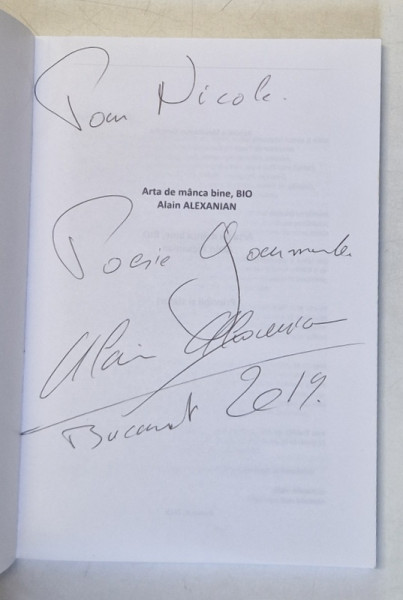 Pour Nicole.
Arta de mânca bine, BIO
Alain ALEXANIAN
Poésie Gourmande
Alain Alexanian
Bucarest 2019.